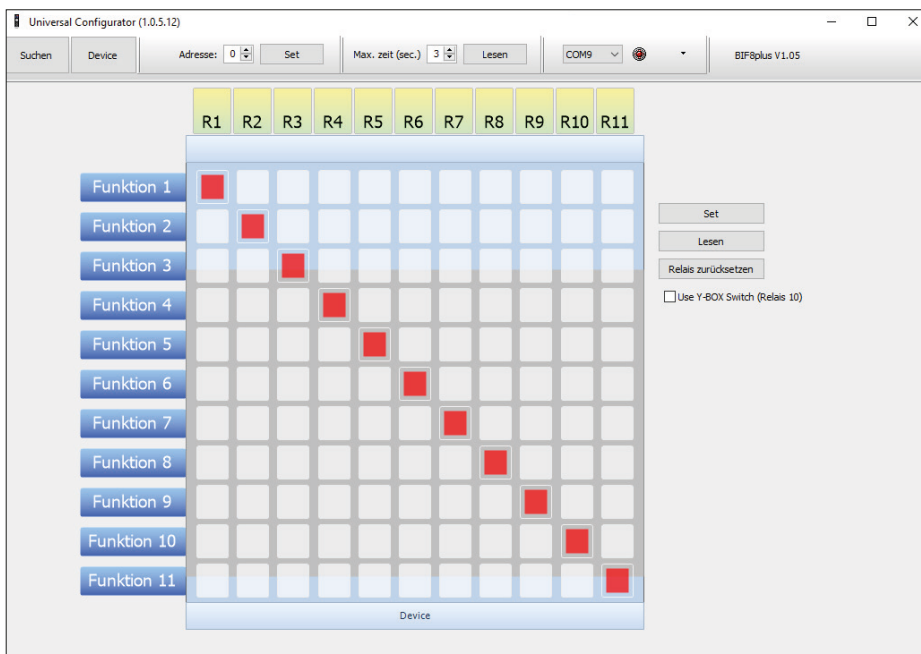 Universal Configurator (1.0.5.12)
Suchen Device Adresse: 0 Set Max. zeit (sec.) 3 Lesen COM9 BIF8plus V1.05
R1 R2 R3 R4 R5 R6 R7 R8 R9 R10 R11
Funktion 1
Funktion 2
Funktion 3
Funktion 4
Funktion 5
Funktion 6
Funktion 7
Funktion 8
Funktion 9
Funktion 10
Funktion 11
Device
Set
Lesen
Relais zurücksetzen
Use Y-BOX Switch (Relais 10)